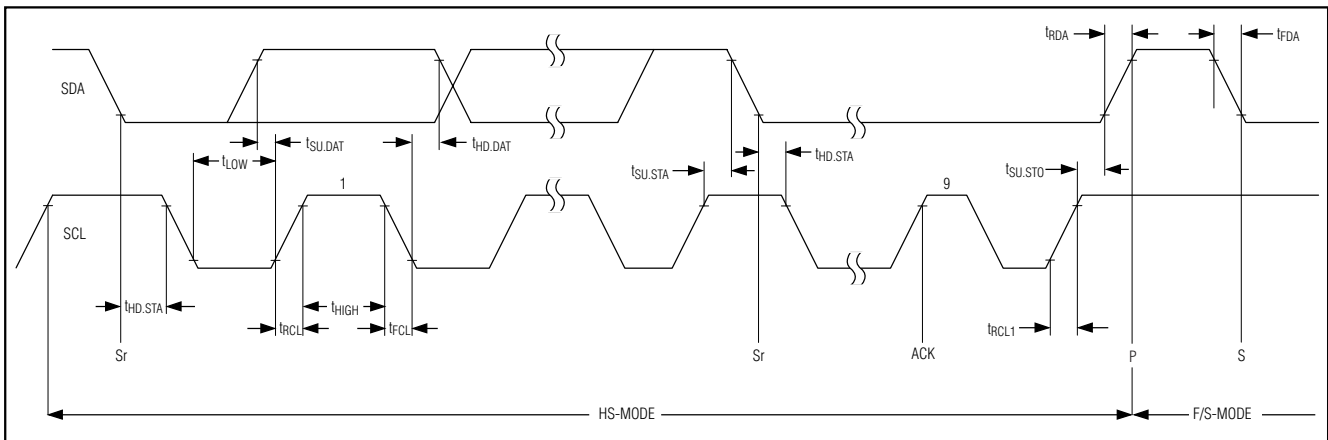 tRDA
tFDA
SDA
tSU.DAT
tHD.DAT
tLOW
tHD.STA
tSU.STA
tSU.STO
1
9
SCL
tHD.STA
tRCL
tHIGH
tFCL
tRCL1
Sr
Sr
ACK
P
S
HS-MODE
F/S-MODE